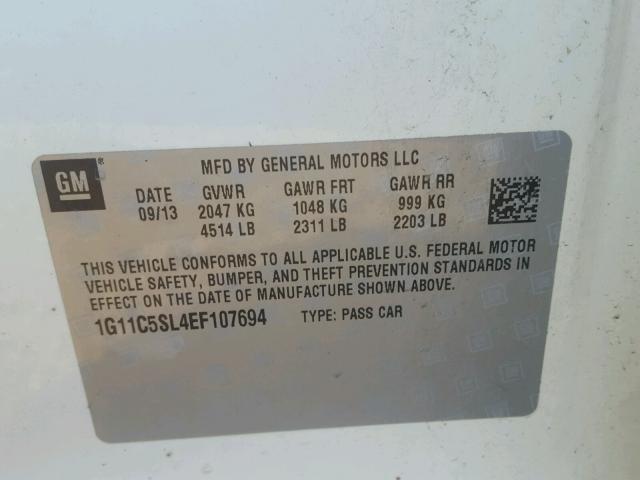 GM ® MFD BY GENERAL MOTORS LLC
DATE GVWR GAWR FRT GAWR RR
09/13 2047 KG 1048 KG 999 KG
4514 LB 2311 LB 2203 LB
THIS VEHICLE CONFORMS TO ALL APPLICABLE U.S. FEDERAL MOTOR
VEHICLE SAFETY, BUMPER, AND THEFT PREVENTION STANDARDS IN
EFFECT ON THE DATE OF MANUFACTURE SHOWN ABOVE.
1G11C5SL4EF107694 TYPE: PASS CAR